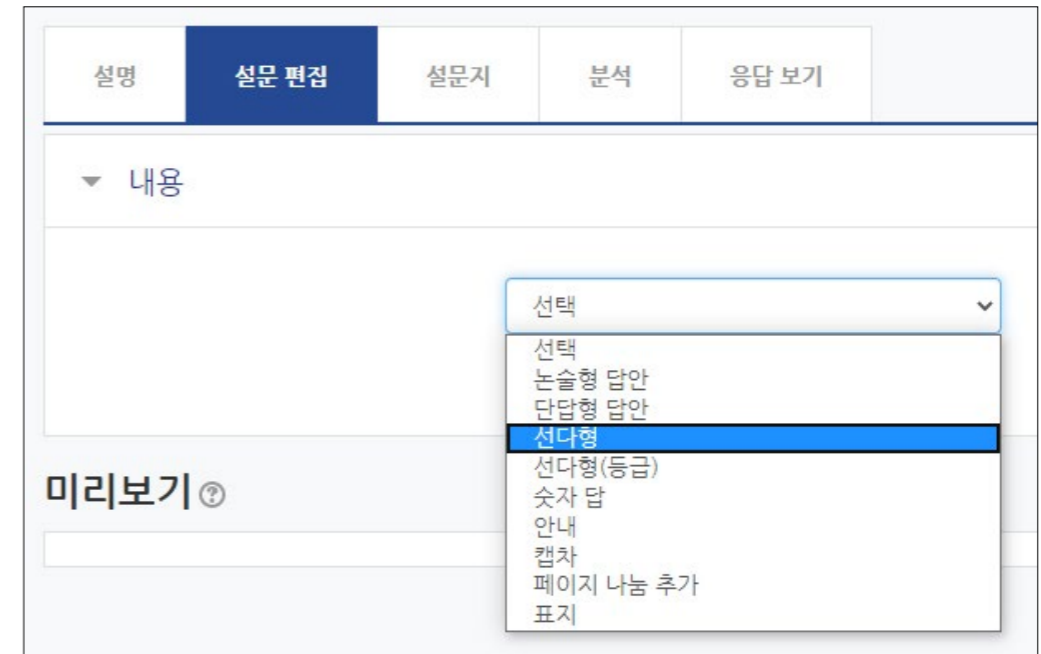 설명 설문 편집 설문지 분석 응답 보기
내용
선택
선택
논술형 답안
단답형 답안
선다형
선다형(등급)
숫자 답
안내
캡차
페이지 나눔 추가
표지
미리보기